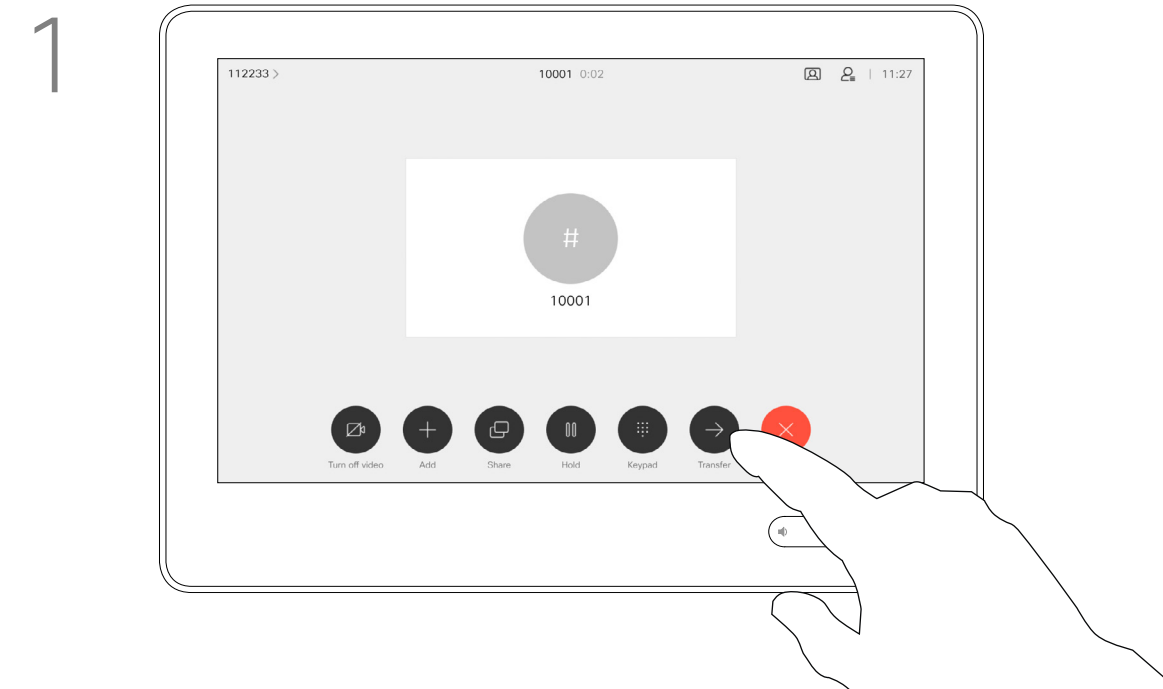 1
112233 >
10001 0:02
11:27
#
10001
Turn off video
Add
Share
Hold
Keypad
Transfer